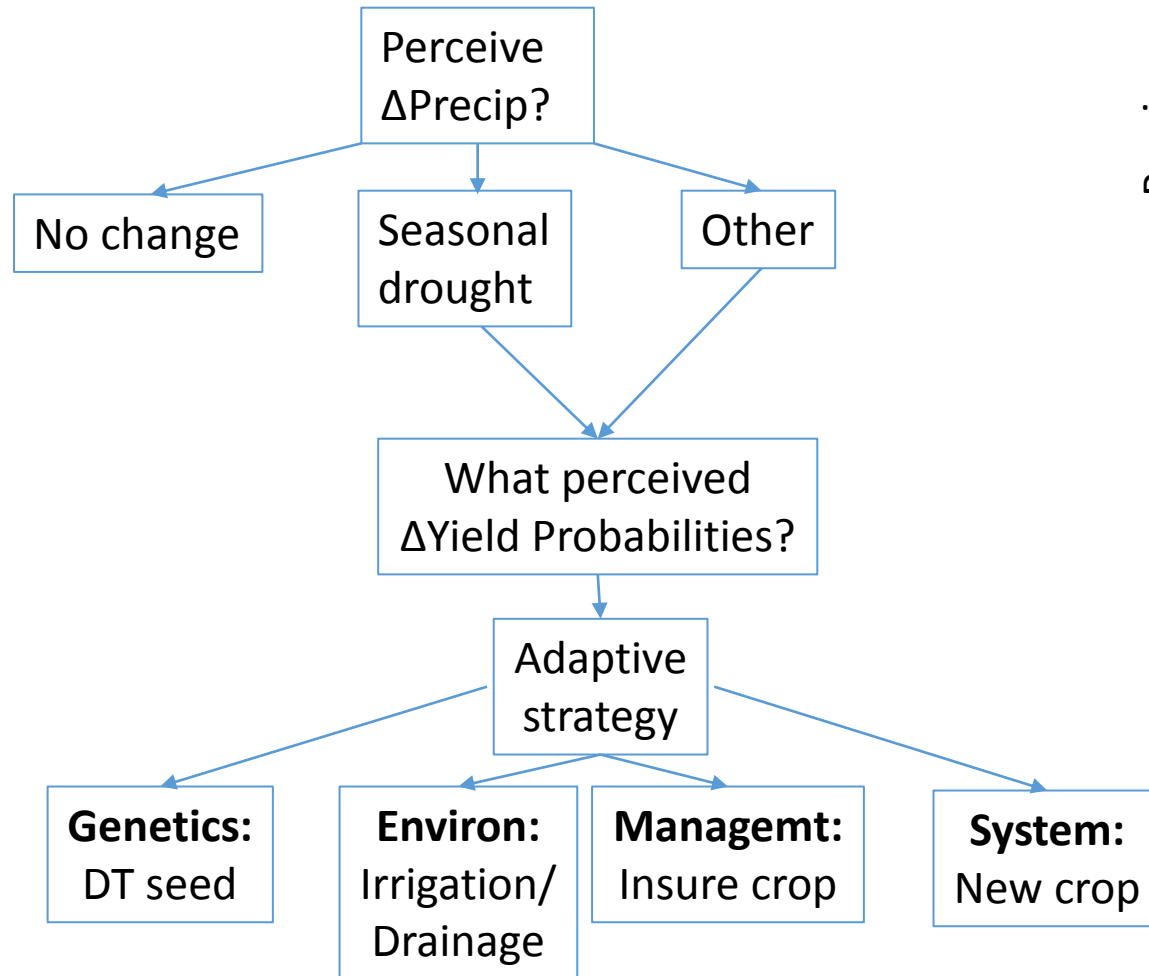 Perceive
ΔPrecip?
No change
Seasonal
drought
Other
What perceived
ΔYield Probabilities?
Adaptive
strategy
Genetics:
DT seed
Environ:
Irrigation/
Drainage
Managemt:
Insure crop
System:
New crop